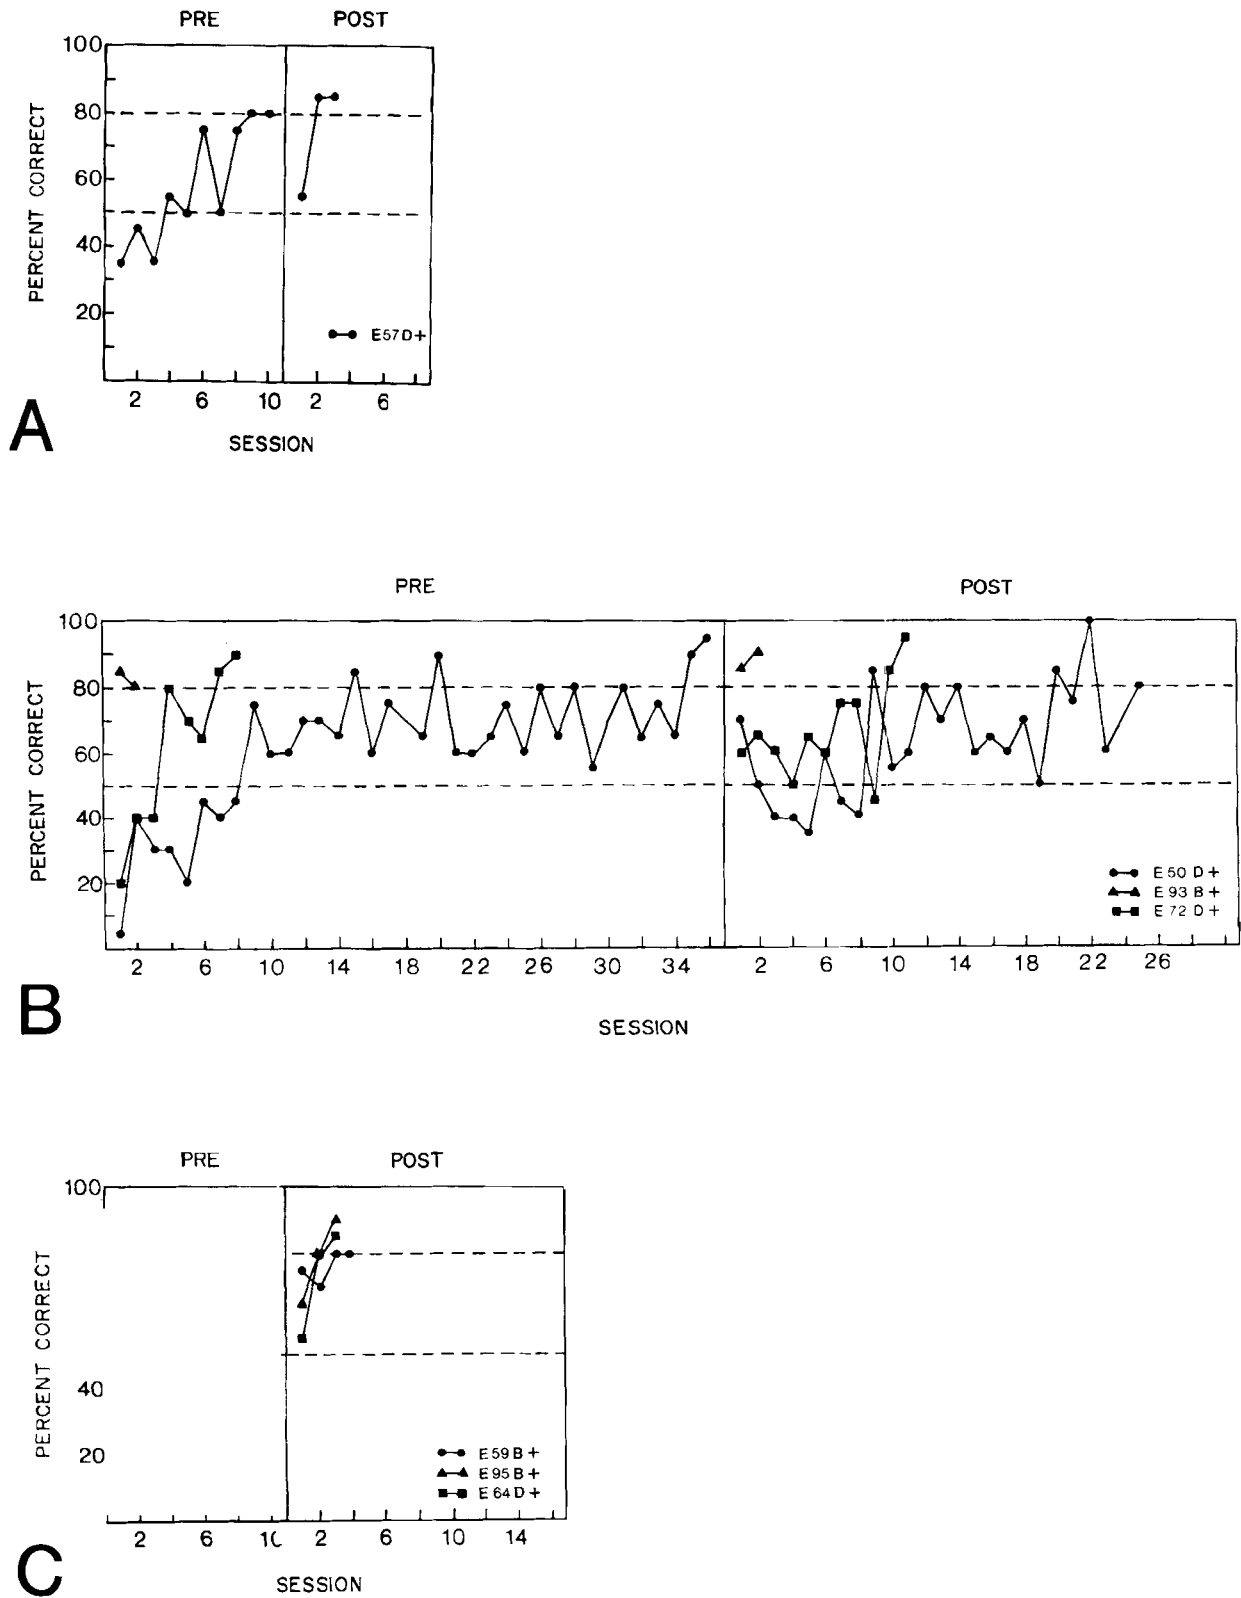 PRE POST
100
80
60
40
20
PERCENT CORRECT
E57D+
2 6 10 2 6
SESSION
A
PRE POST
100
80
60
40
20
PERCENT CORRECT
E50 D+
E93 B+
E72 D+
2 6 10 14 18 22 26 30 34 2 6 10 14 18 22 26
SESSION
B
PRE POST
100
40
20
PERCENT CORRECT
E59B+
E95B+
E64D+
2 6 10 2 6 10 14
SESSION
C